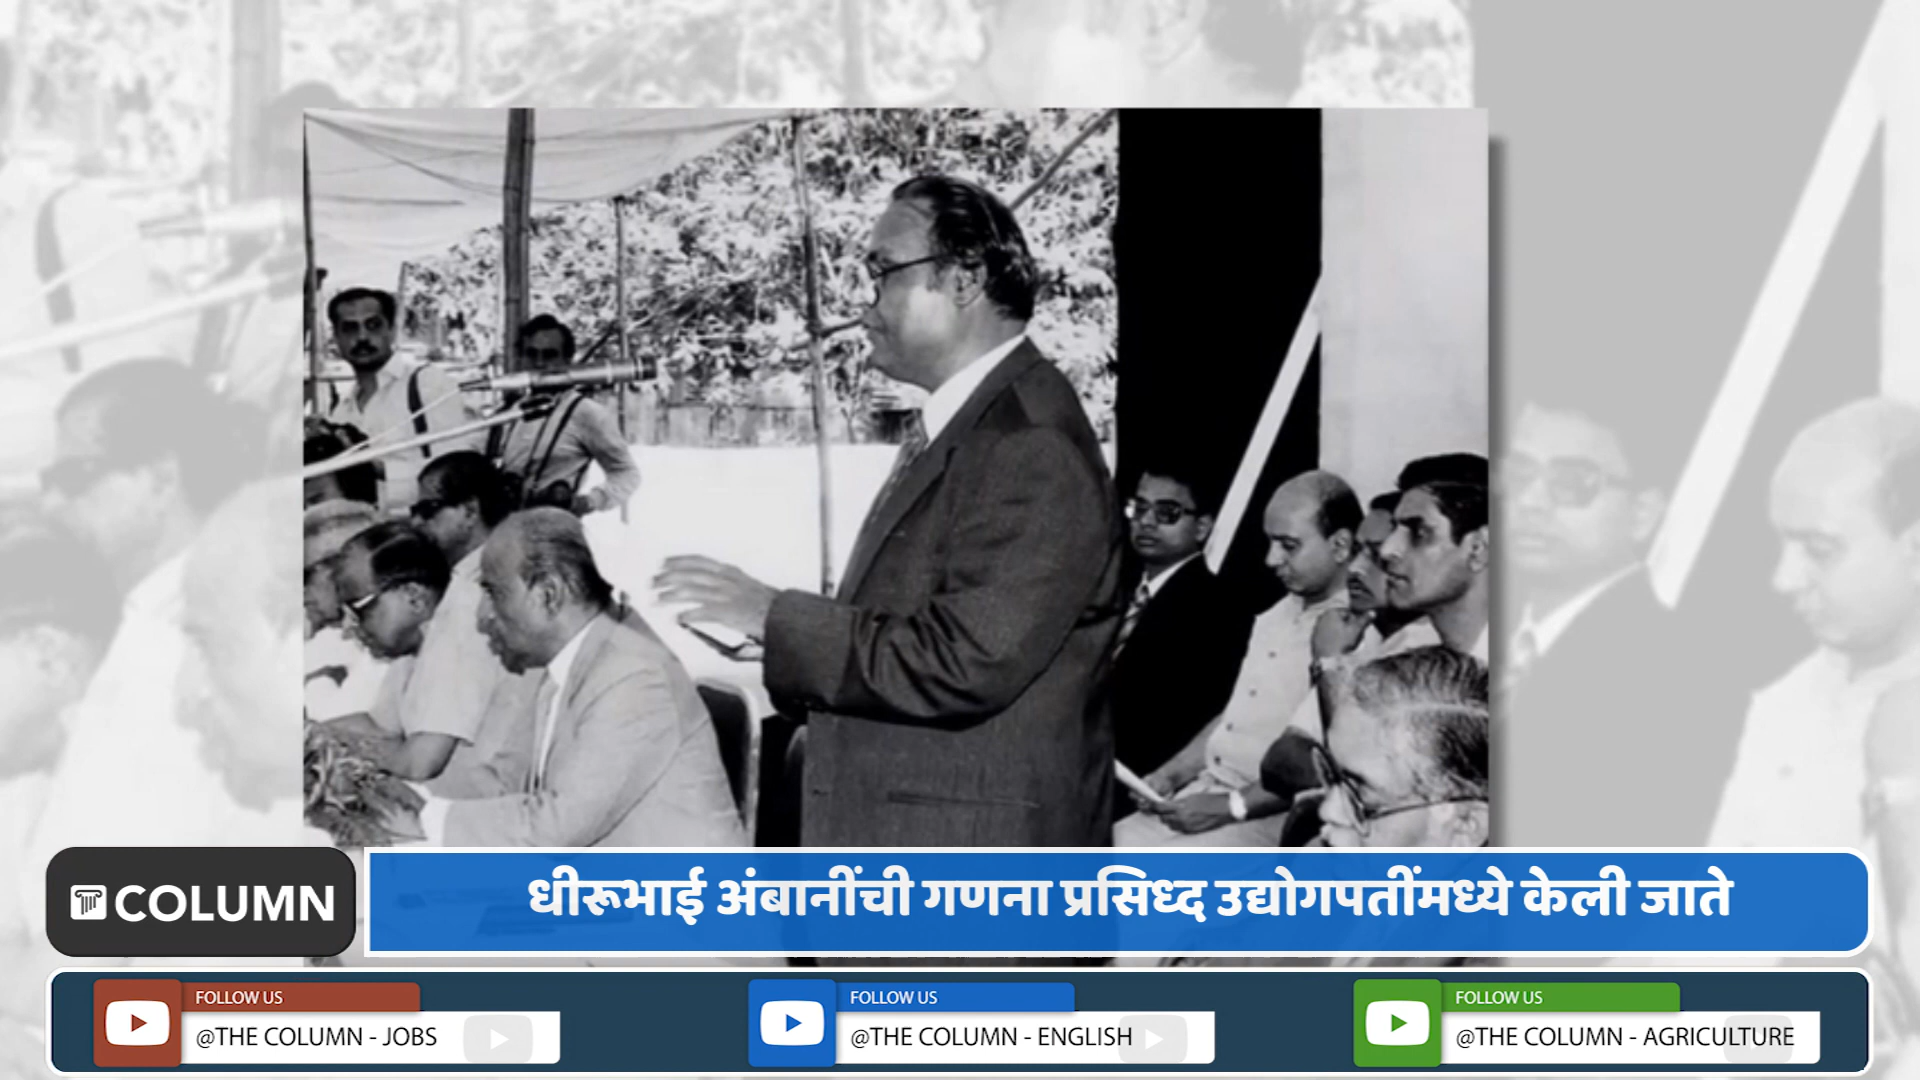 COLUMN
धीरूभाई अंबानींची गणना प्रसिध्द उद्योगपतींमध्ये केली जाते
FOLLOW US
@THE COLUMN - JOBS
FOLLOW US
@THE COLUMN - ENGLISH
FOLLOW US
@THE COLUMN - AGRICULTURE